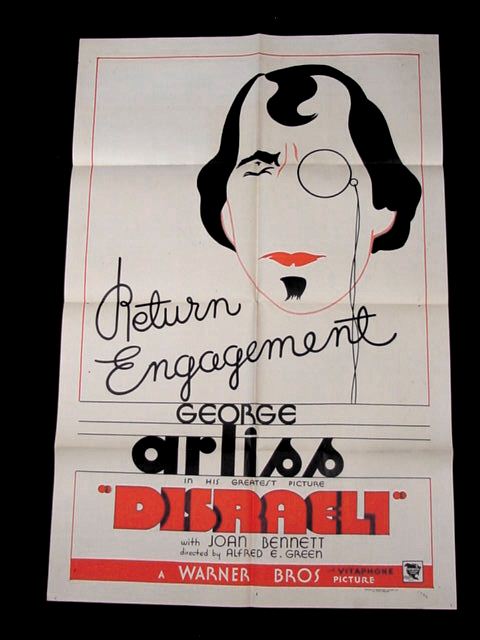 Return
Engagement
GEORGE
arliss
IN HIS GREATEST PICTURE
"DISRAELI"
with JOAN BENNETT
directed by ALFRED E. GREEN
A WARNER BROS VITAPHONE PICTURE